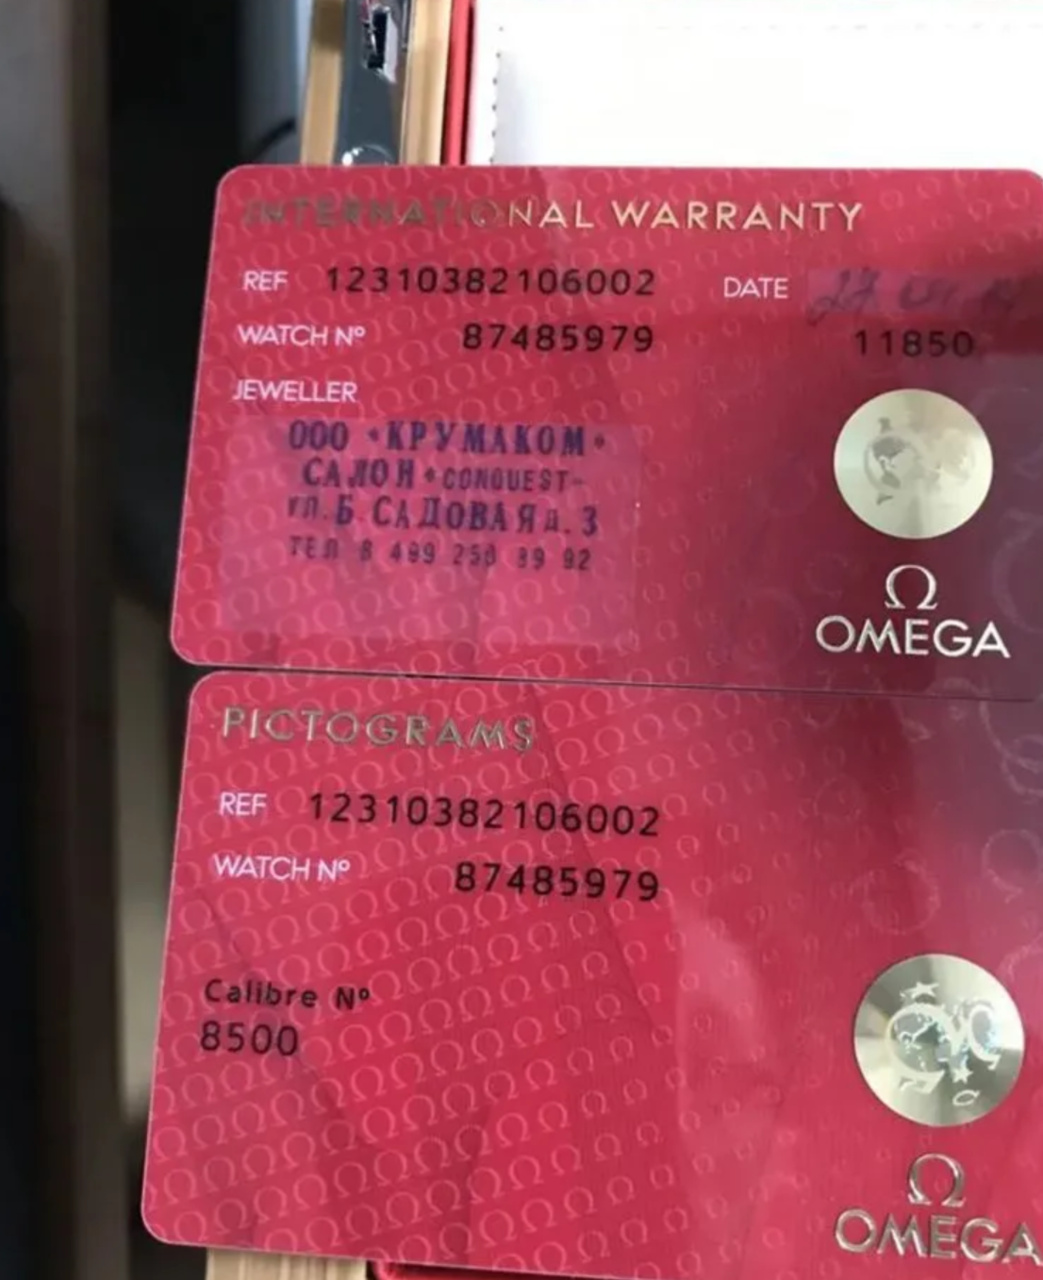 INTERNATIONAL WARRANTY
REF 12310382106002 DATE
WATCH Nº 87485979 11850
JEWELLER
ООО •КРУМАКОМ•
САЛОН •CONQUEST-
УЛ. Б. САДОВАЯ Д. 3
ТЕЛ 8 499 250 89 92
Ω
OMEGA
PICTOGRAMS
REF 12310382106002
WATCH Nº 87485979
Calibre Nº
8500
Ω
OMEGA